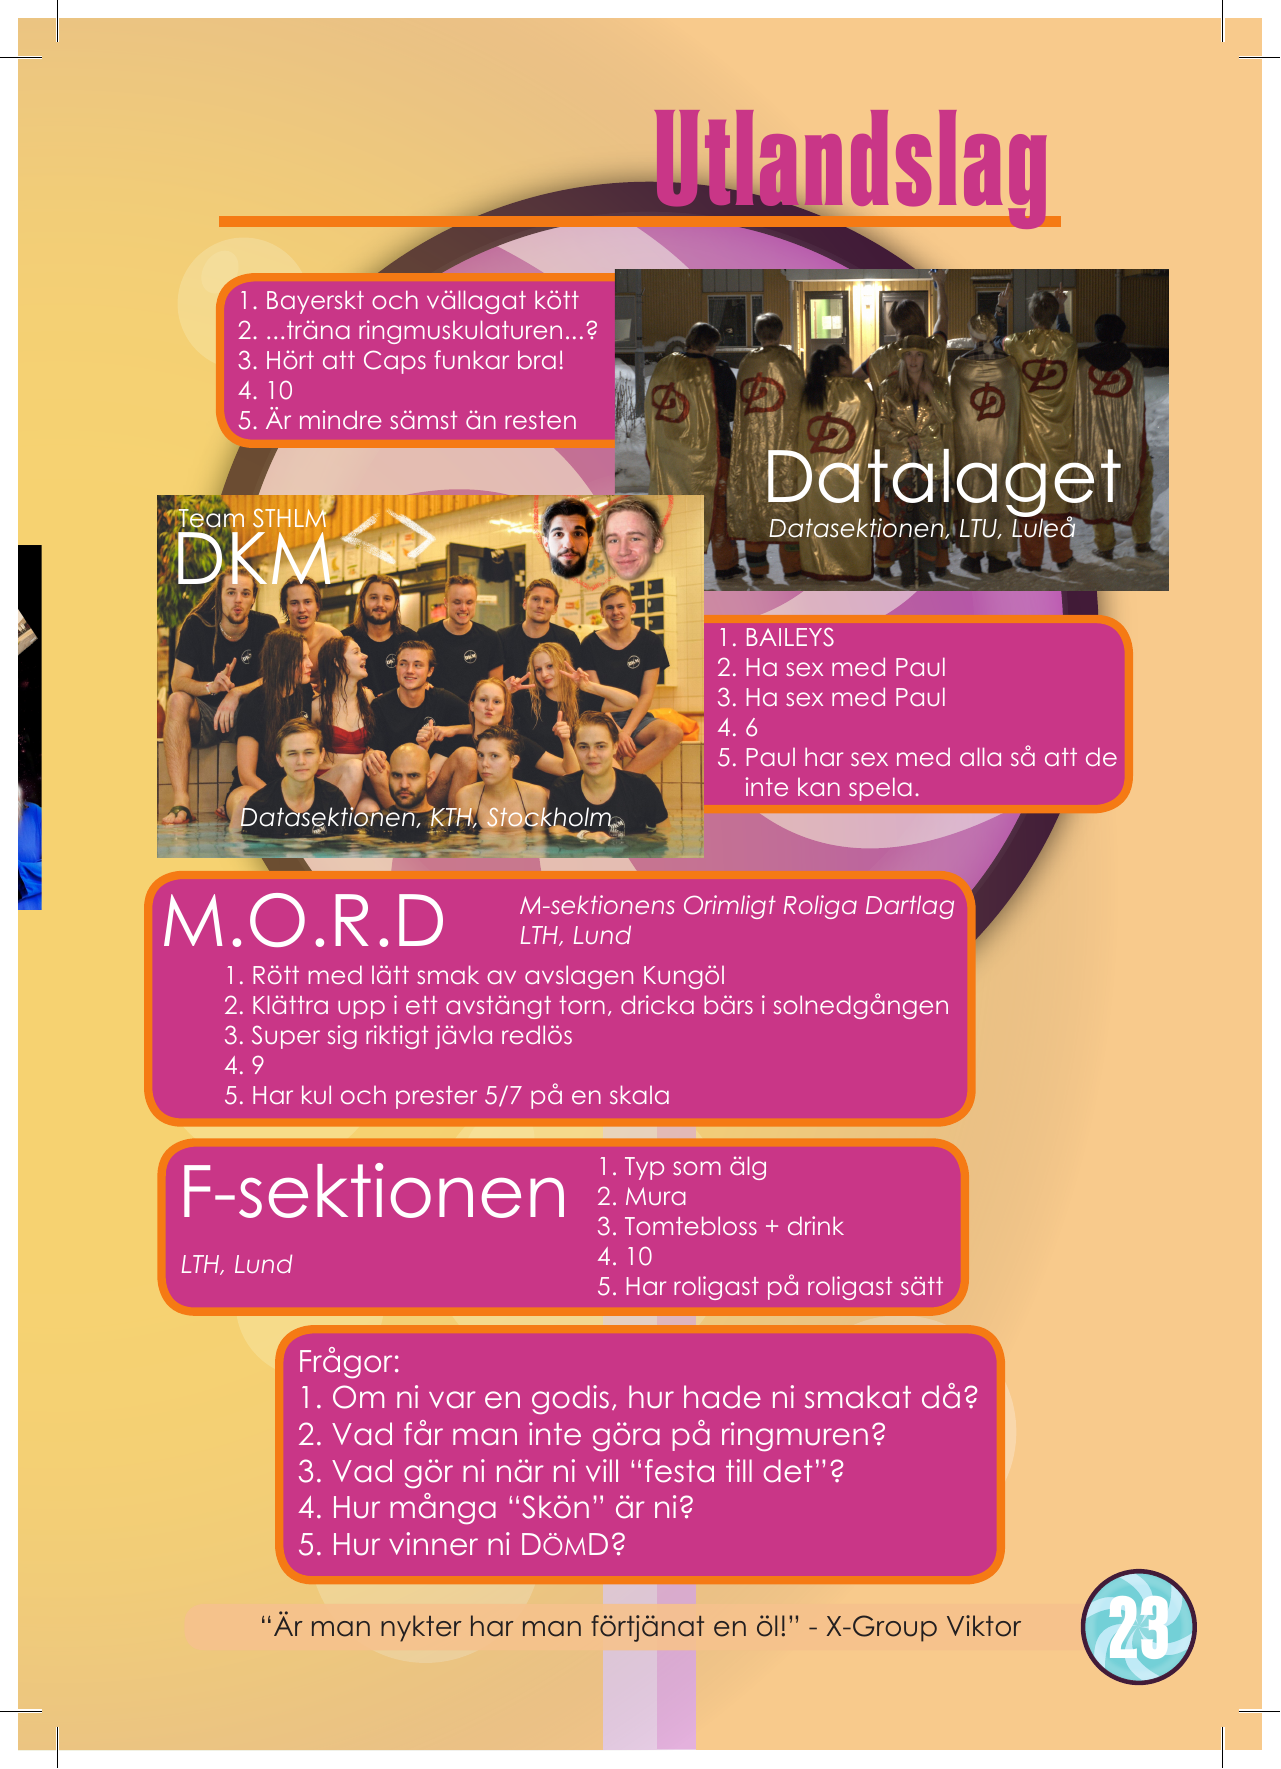 Utlandslag
1. Bayerskt och vällagat kött
2. ...träna ringmuskulaturen...?
3. Hört att Caps funkar bra!
4. 10
5. Är mindre sämst än resten
Datalaget
Datasektionen, LTU, Luleå
Team STHLM
DKM
Datasektionen, KTH, Stockholm
1. BAILEYS
2. Ha sex med Paul
3. Ha sex med Paul
4. 6
5. Paul har sex med alla så att de
inte kan spela.
M.O.R.D
M-sektionens Orimligt Roliga Dartlag
LTH, Lund
1. Rött med lätt smak av avslagen Kungöl
2. Klättra upp i ett avstängt torn, dricka bärs i solnedgången
3. Super sig riktigt jävla redlös
4. 9
5. Har kul och prester 5/7 på en skala
F-sektionen
LTH, Lund
1. Typ som älg
2. Mura
3. Tomtebloss + drink
4. 10
5. Har roligast på roligast sätt
Frågor:
1. Om ni var en godis, hur hade ni smakat då?
2. Vad får man inte göra på ringmuren?
3. Vad gör ni när ni vill “festa till det”?
4. Hur många “Skön” är ni?
5. Hur vinner ni DÖMD?
“Är man nykter har man förtjänat en öl!” - X-Group Viktor
23